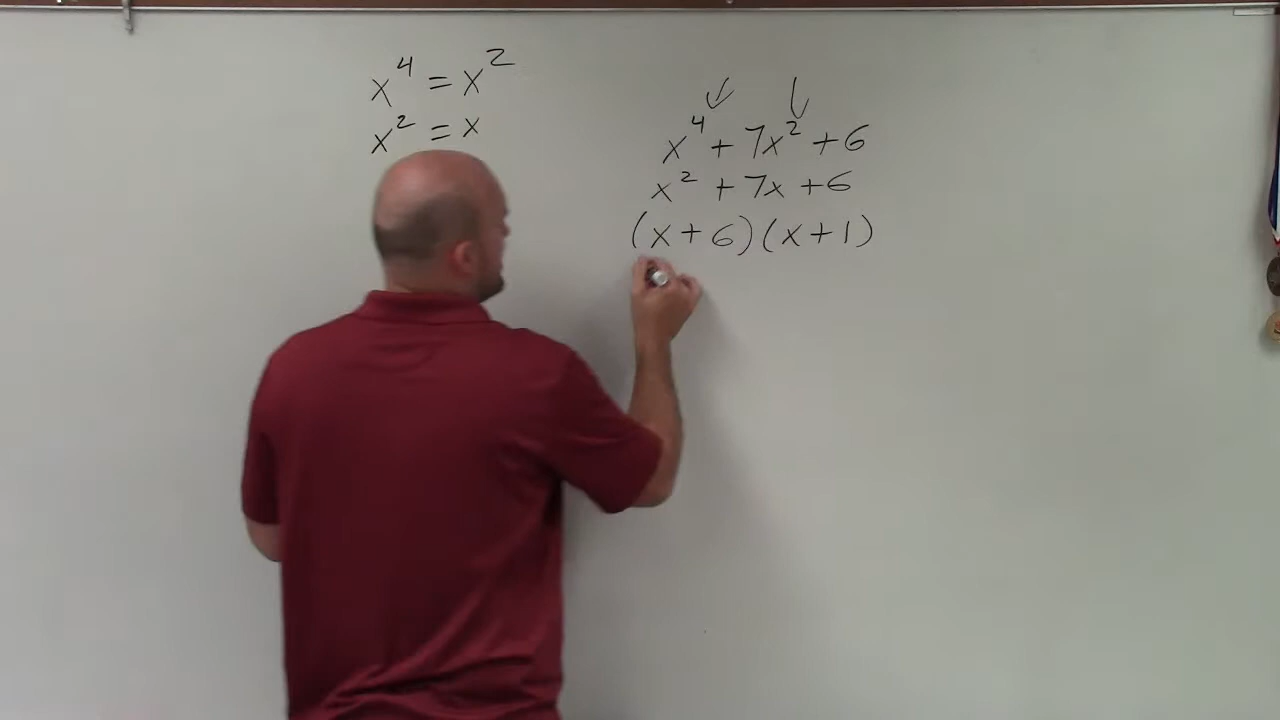 x⁴ = x²
x² = x
x⁴ + 7x² + 6
x² + 7x + 6
(x + 6)(x + 1)